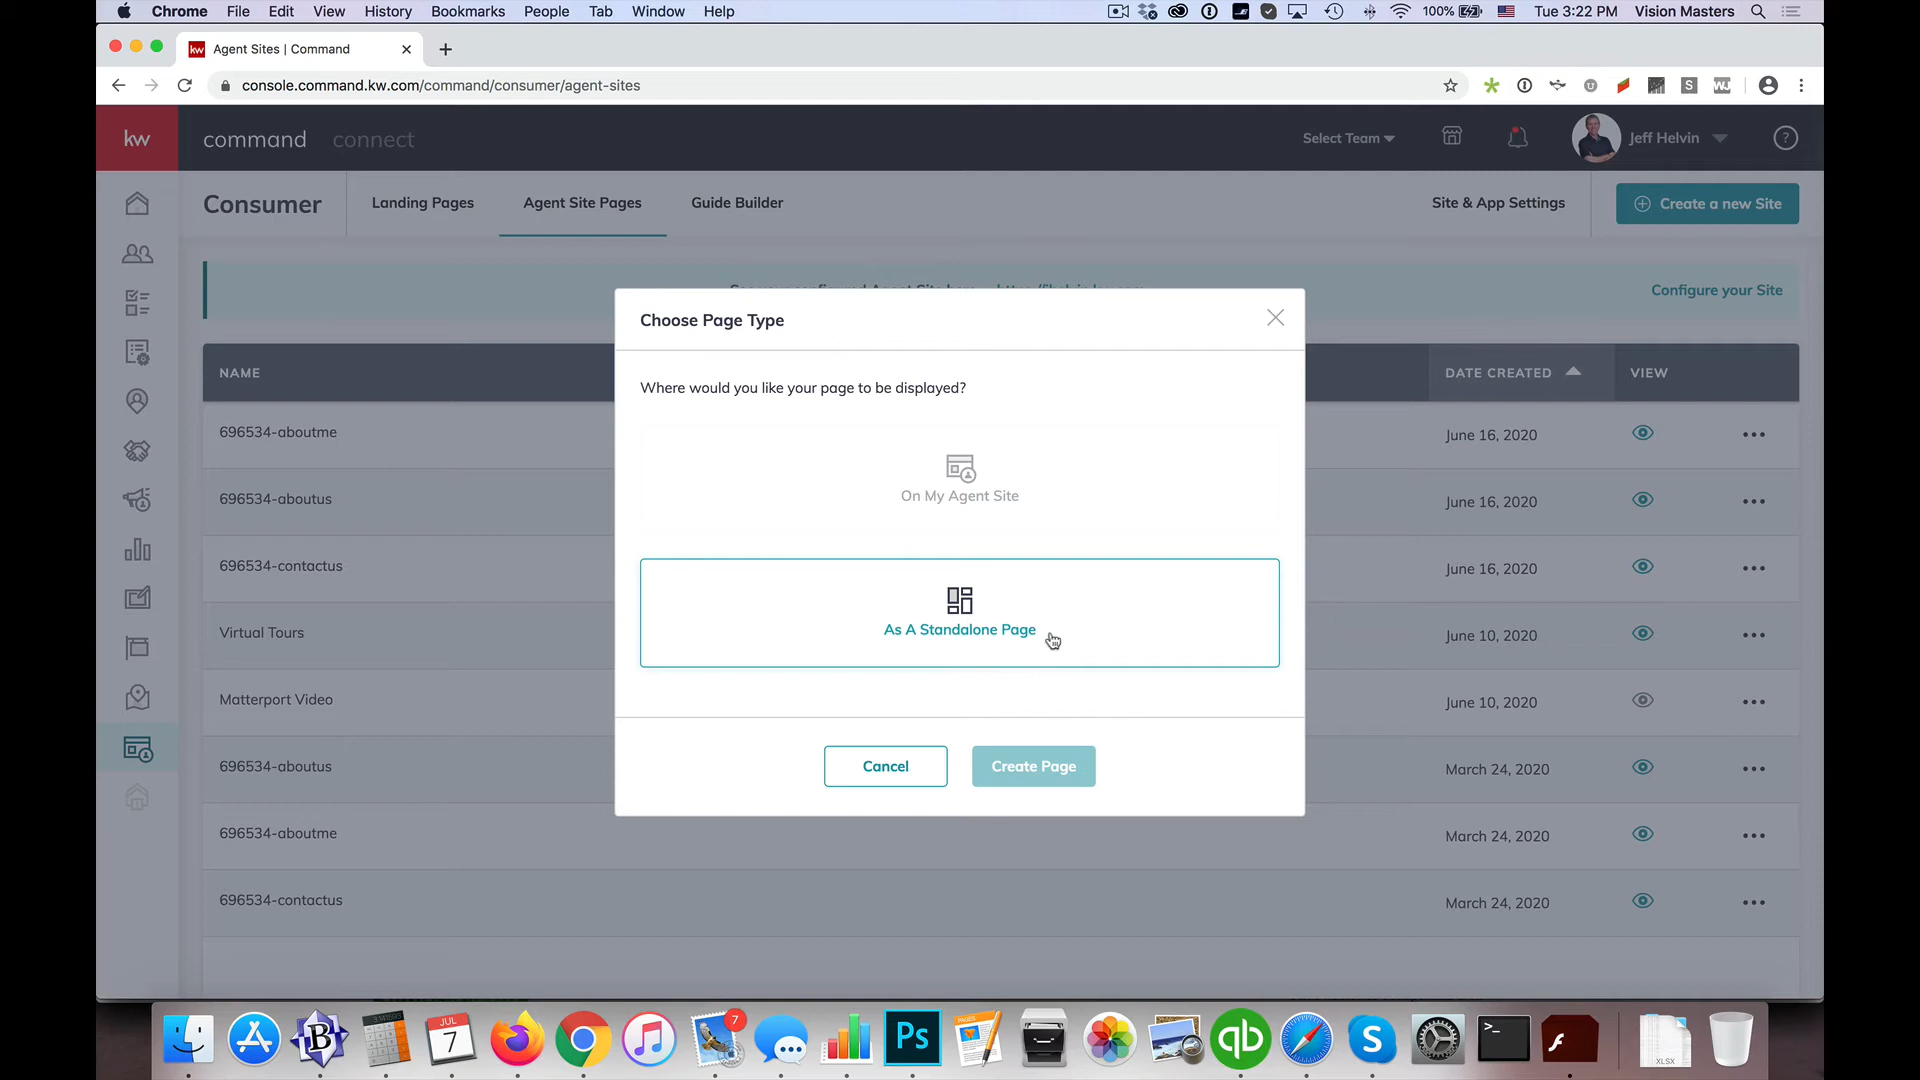 Chrome File Edit View History Bookmarks People Tab Window Help 100% Tue 3:22 PM Vision Masters
kw Agent Sites | Command
console.command.kw.com/command/consumer/agent-sites
kw command connect Select Team Jeff Helvin ?
Consumer Landing Pages Agent Site Pages Guide Builder Site & App Settings Create a new Site
Configure your Site
Choose Page Type
Where would you like your page to be displayed?
On My Agent Site
As A Standalone Page
Cancel Create Page
NAME DATE CREATED VIEW
696534-aboutme June 16, 2020
696534-aboutus June 16, 2020
696534-contactus June 16, 2020
Virtual Tours June 10, 2020
Matterport Video June 10, 2020
696534-aboutus March 24, 2020
696534-aboutme March 24, 2020
696534-contactus March 24, 2020
JUL
7
7
Ps
PAGES
qb
S
XLSX